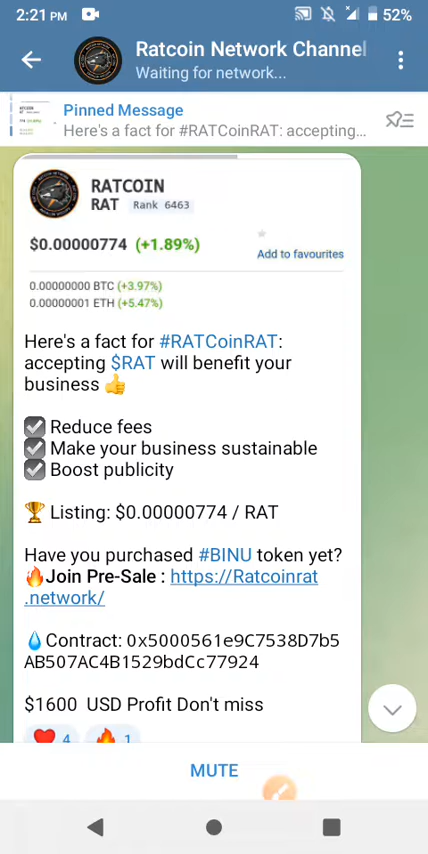 2:21 PM 52%
Ratcoin Network Channel
Waiting for network...
Pinned Message
Here's a fact for #RATCoinRAT: accepting...
RATCOIN
RAT Rank 6463
$0.00000774 (+1.89%)
Add to favourites
0.00000000 BTC (+3.97%)
0.00000001 ETH (+5.47%)
Here's a fact for #RATCoinRAT:
accepting $RAT will benefit your
business 👍
☑ Reduce fees
☑ Make your business sustainable
☑ Boost publicity
🏆 Listing: $0.00000774 / RAT
Have you purchased #BINU token yet?
🔥Join Pre-Sale : https://Ratcoinrat
.network/
💧Contract: 0x5000561e9C7538D7b5
AB507AC4B1529bdCc77924
$1600 USD Profit Don't miss
❤ 4 🔥 1
MUTE